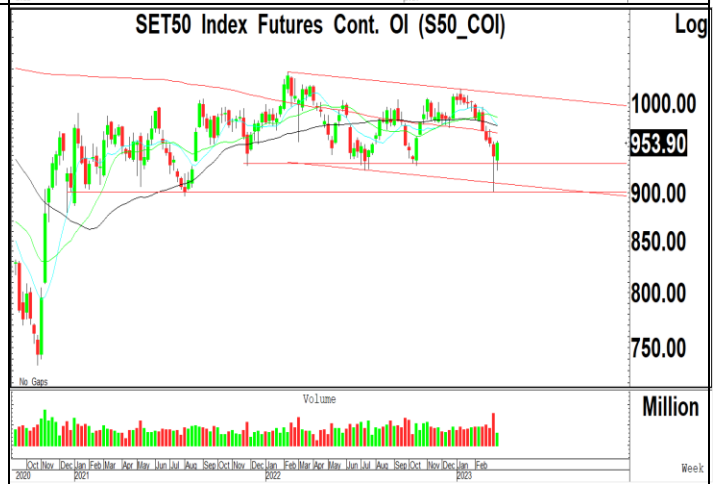 SET50 Index Futures Cont. OI (S50_COI)
Log
1000.00
953.90
900.00
850.00
800.00
750.00
No Gaps
Volume
Million
Oct Nov Dec Jan Feb Mar Apr May Jun Jul Aug Sep Oct Nov Dec Jan Feb Mar Apr May Jun Jul Aug Sep Oct Nov Dec Jan Feb
2020 2021 2022 2023
Week